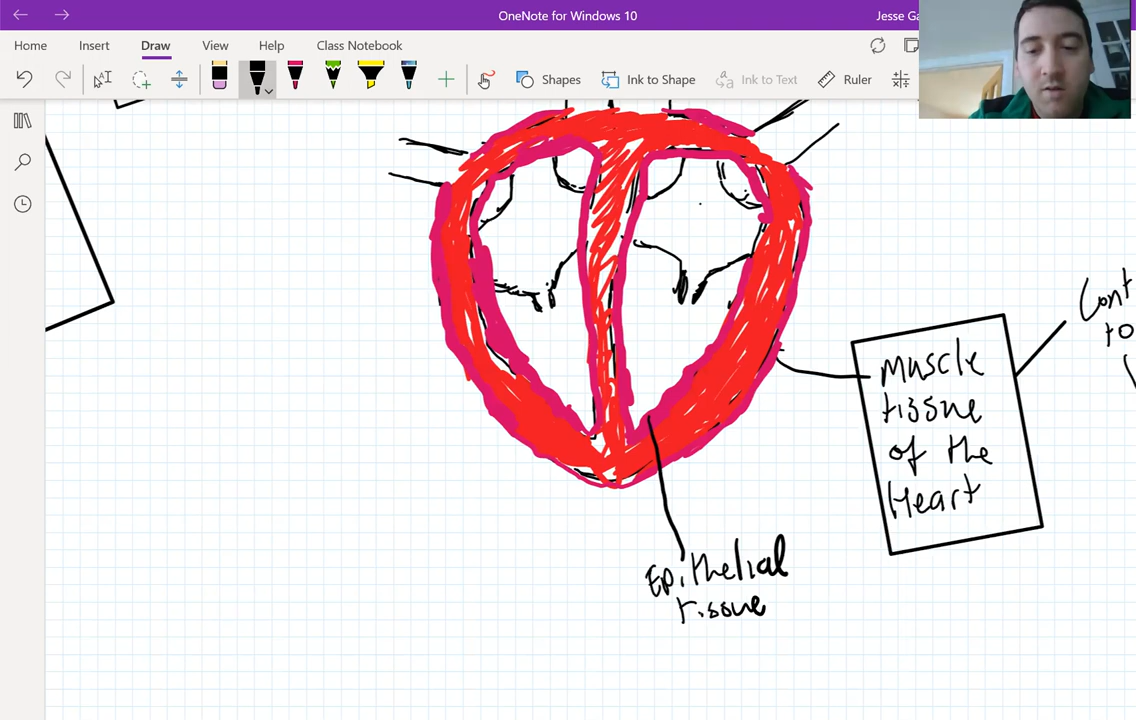 OneNote for Windows 10
Jesse Ga
Home Insert Draw View Help Class Notebook
Shapes Ink to Shape Ink to Text Ruler
Cont
to
Muscle
tissue
of the
Heart
Epithelial
tissue